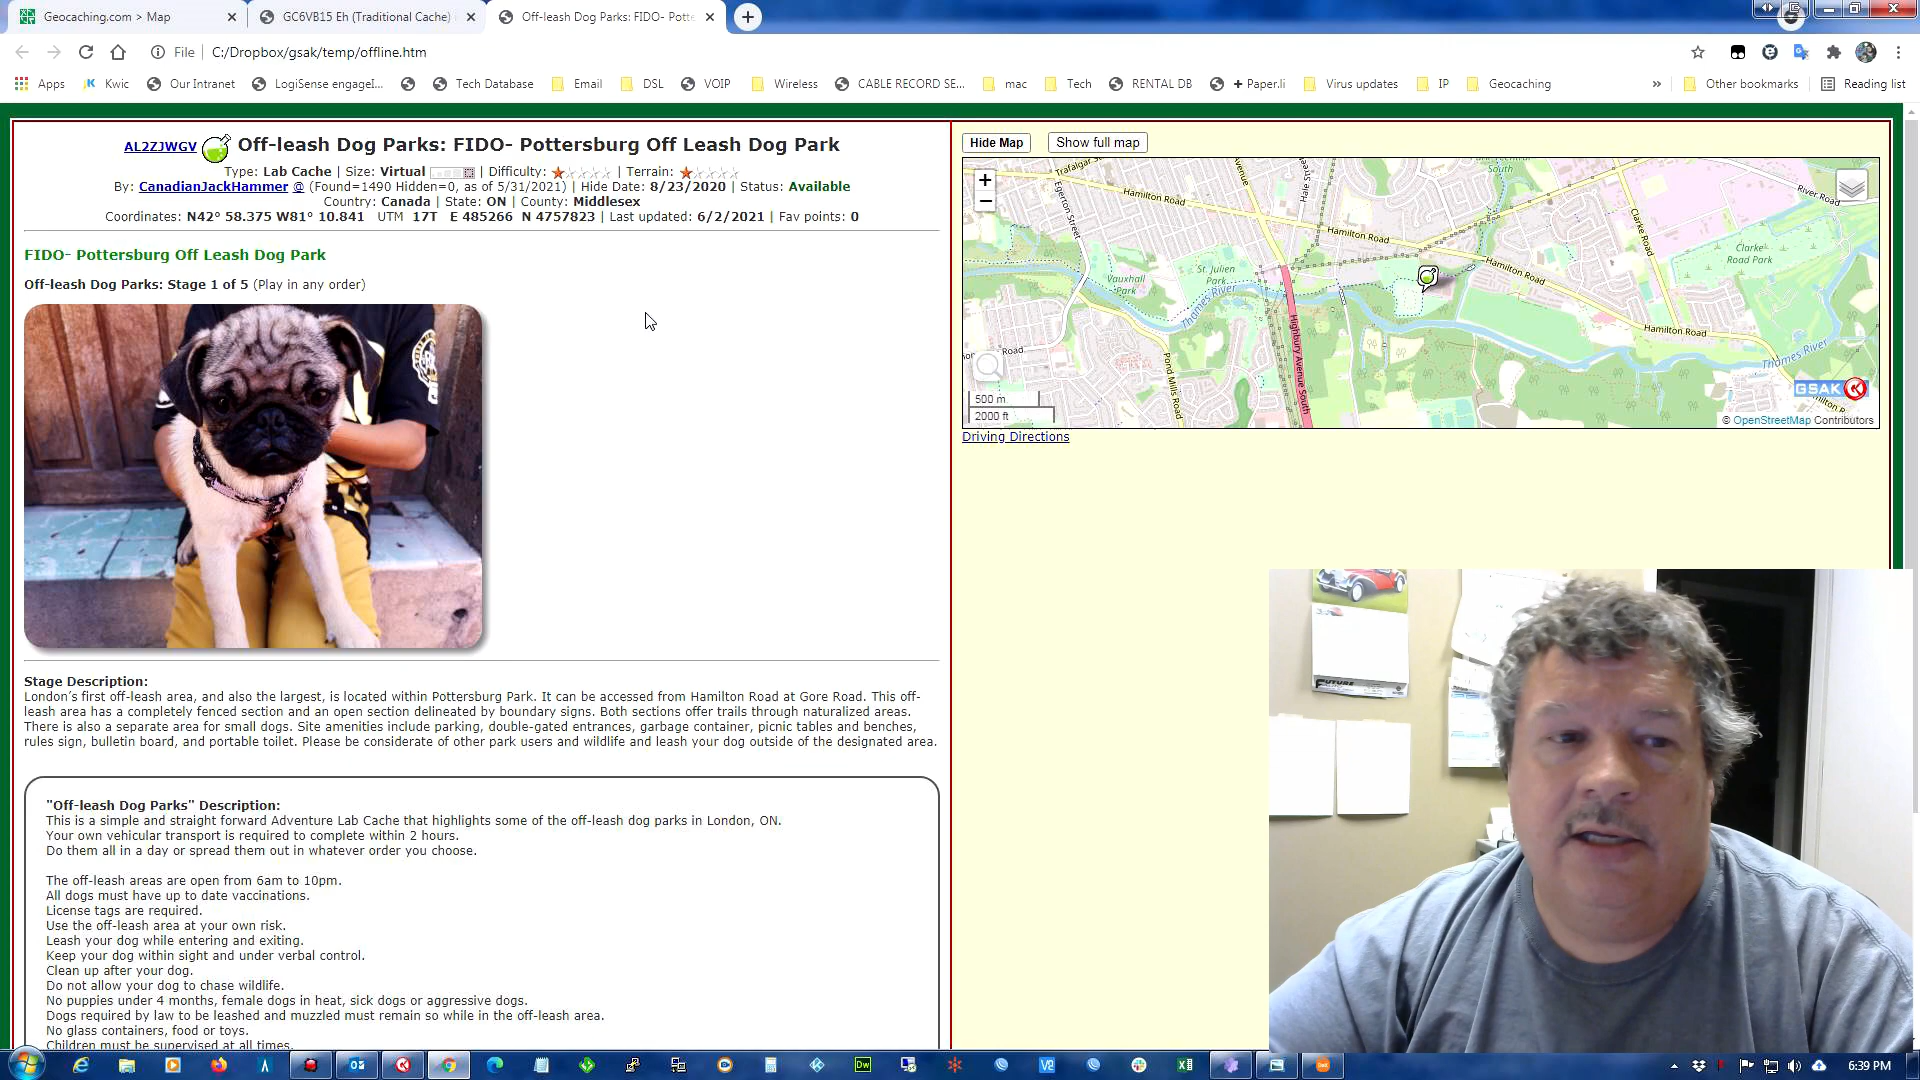 Geocaching.com > Map
GC6VB15 Eh (Traditional Cache)
Off-leash Dog Parks: FIDO- Potte
File
C:/Dropbox/gsak/temp/offline.htm
Apps
Kwic
Our Intranet
LogiSense engageI...
Tech Database
Email
DSL
VOIP
Wireless
CABLE RECORD SE...
mac
Tech
RENTAL DB
+ Paper.li
Virus updates
IP
Geocaching
»
Other bookmarks
Reading list
AL2ZJWGV Off-leash Dog Parks: FIDO- Pottersburg Off Leash Dog Park
Type: Lab Cache | Size: Virtual | Difficulty: | Terrain:
By: CanadianJackHammer @ (Found=1490 Hidden=0, as of 5/31/2021) | Hide Date: 8/23/2020 | Status: Available
Country: Canada | State: ON | County: Middlesex
Coordinates: N42° 58.375 W81° 10.841 UTM 17T E 485266 N 4757823 | Last updated: 6/2/2021 | Fav points: 0
FIDO- Pottersburg Off Leash Dog Park
Off-leash Dog Parks: Stage 1 of 5 (Play in any order)
Stage Description:
London´s first off-leash area, and also the largest, is located within Pottersburg Park. It can be accessed from Hamilton Road at Gore Road. This off-
leash area has a completely fenced section and an open section delineated by boundary signs. Both sections offer trails through naturalized areas.
There is also a separate area for small dogs. Site amenities include parking, double-gated entrances, garbage container, picnic tables and benches,
rules sign, bulletin board, and portable toilet. Please be considerate of other park users and wildlife and leash your dog outside of the designated area.
"Off-leash Dog Parks" Description:
This is a simple and straight forward Adventure Lab Cache that highlights some of the off-leash dog parks in London, ON.
Your own vehicular transport is required to complete within 2 hours.
Do them all in a day or spread them out in whatever order you choose.
The off-leash areas are open from 6am to 10pm.
All dogs must have up to date vaccinations.
License tags are required.
Use the off-leash area at your own risk.
Leash your dog while entering and exiting.
Keep your dog within sight and under verbal control.
Clean up after your dog.
Do not allow your dog to chase wildlife.
No puppies under 4 months, female dogs in heat, sick dogs or aggressive dogs.
Dogs required by law to be leashed and muzzled must remain so while in the off-leash area.
No glass containers, food or toys.
Children must be supervised at all times.
Hide Map
Show full map
+
−
Trafalgar
Egerton Street
Hamilton Road
Avenue
Hale Street
South
River Road
Hamilton Road
Clarke Road
Clarke
Road Park
Vauxhall
Park
St. Julien
Park
Thames River
Hamilton Road
Highbury Avenue South
Pond Mills Road
Road
Hamilton Road
Thames River
500 m
2000 ft
GSAK
© OpenStreetMap Contributors
Driving Directions
FUTURE
Dw
V2
6:39 PM